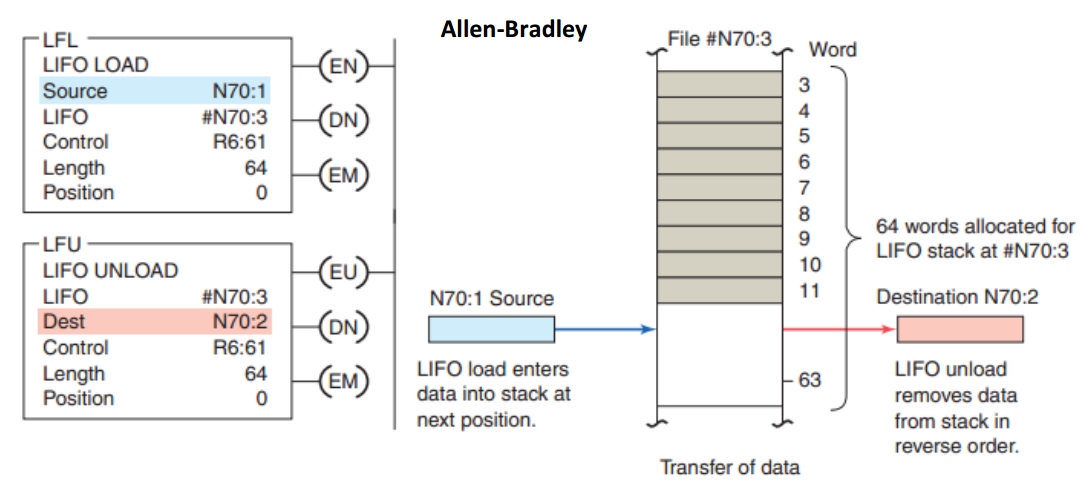 Allen-Bradley
LFL
LIFO LOAD
Source N70:1
LIFO #N70:3
Control R6:61
Length 64
Position 0
(EN)
(DN)
(EM)
LFU
LIFO UNLOAD
LIFO #N70:3
Dest N70:2
Control R6:61
Length 64
Position 0
(EU)
(DN)
(EM)
N70:1 Source
LIFO load enters
data into stack at
next position.
File #N70:3
Word
3
4
5
6
7
8
9
10
11
63
64 words allocated for
LIFO stack at #N70:3
Destination N70:2
LIFO unload
removes data
from stack in
reverse order.
Transfer of data